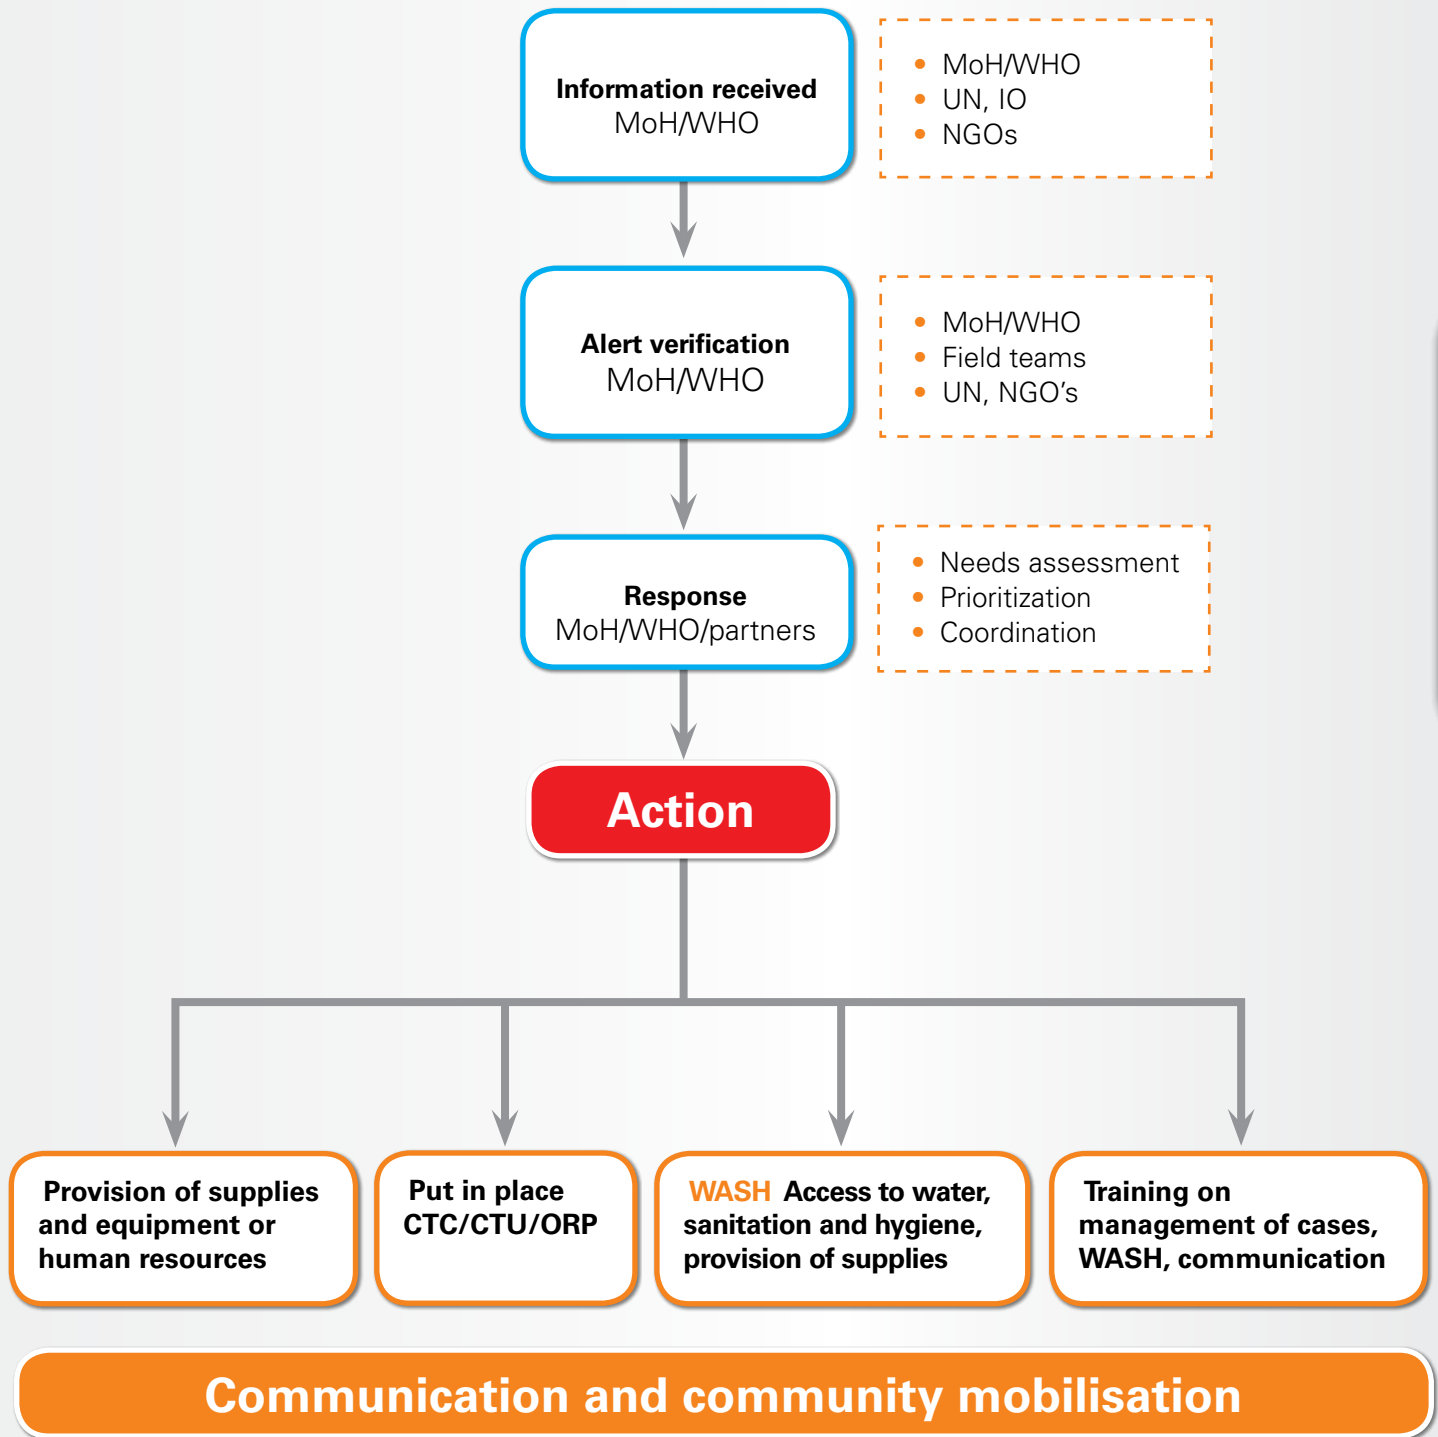 Information received
MoH/WHO
• MoH/WHO
• UN, IO
• NGOs
Alert verification
MoH/WHO
• MoH/WHO
• Field teams
• UN, NGO's
Response
MoH/WHO/partners
• Needs assessment
• Prioritization
• Coordination
Action
Provision of supplies
and equipment or
human resources
Put in place
CTC/CTU/ORP
WASH Access to water,
sanitation and hygiene,
provision of supplies
Training on
management of cases,
WASH, communication
Communication and community mobilisation